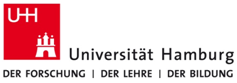 UHH
Universität Hamburg
DER FORSCHUNG | DER LEHRE | DER BILDUNG